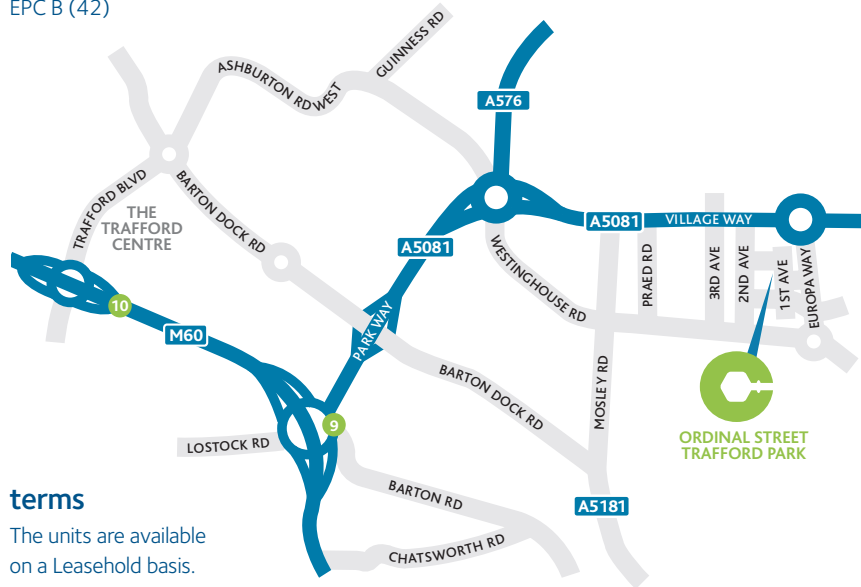 EPC B (42)
GUINNESS RD
ASHBURTON RD WEST
A576
TRAFFORD BLVD
BARTON DOCK RD
THE
TRAFFORD
CENTRE
A5081
A5081
VILLAGE WAY
WESTINGHOUSE RD
PRAED RD
3RD AVE
2ND AVE
1ST AVE
EUROPA WAY
10
M60
PARK WAY
BARTON DOCK RD
MOSLEY RD
9
LOSTOCK RD
ORDINAL STREET
TRAFFORD PARK
BARTON RD
A5181
CHATSWORTH RD
terms
The units are available
on a Leasehold basis.